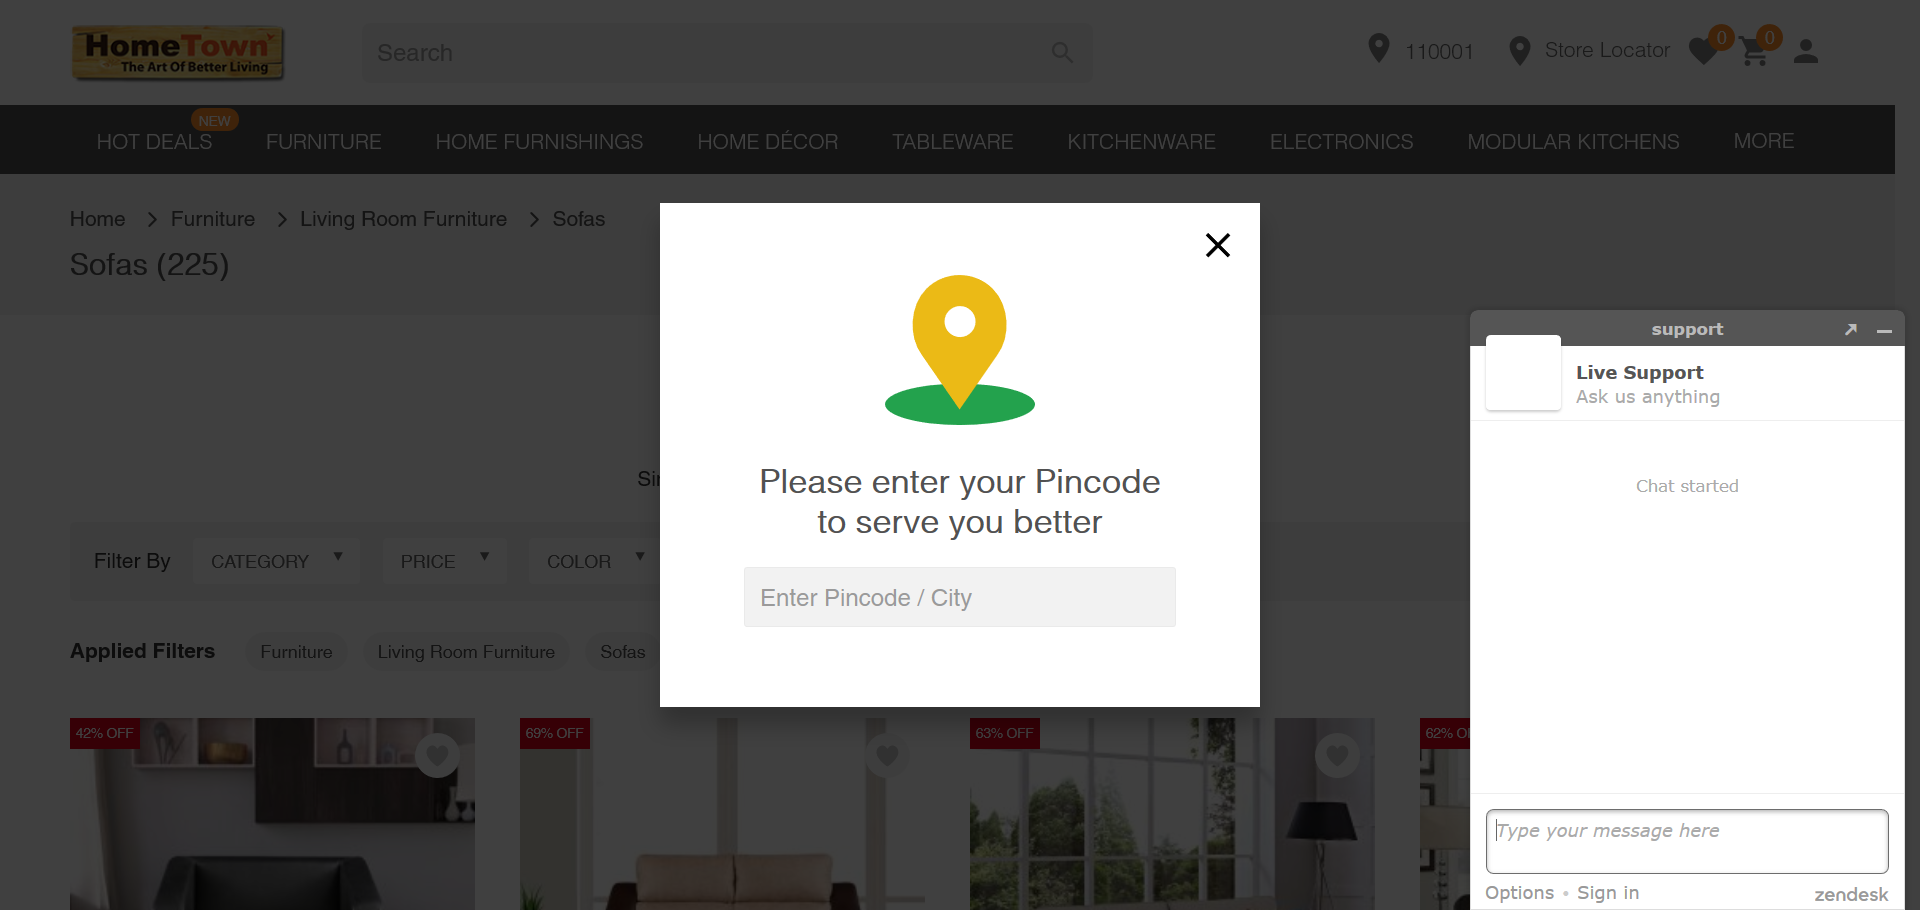 HomeTown
The Art Of Better Living
Search
110001
Store Locator
0
0
NEW
HOT DEALS FURNITURE HOME FURNISHINGS HOME DÉCOR TABLEWARE KITCHENWARE ELECTRONICS MODULAR KITCHENS MORE
Home Furniture Living Room Furniture Sofas
Sofas (225)
Please enter your Pincode
to serve you better
Enter Pincode / City
Filter By CATEGORY PRICE COLOR
Applied Filters Furniture Living Room Furniture Sofas
42% OFF
69% OFF
63% OFF
62%
support
Live Support
Ask us anything
Chat started
Type your message here
Options • Sign in
zendesk